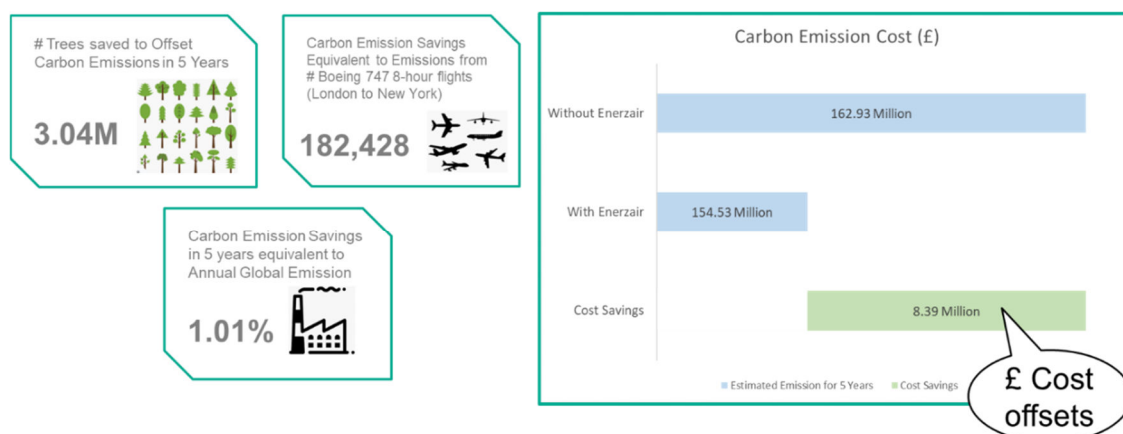 # Trees saved to Offset
Carbon Emissions in 5 Years
3.04M
Carbon Emission Savings
Equivalent to Emissions from
# Boeing 747 8-hour flights
(London to New York)
182,428
Carbon Emission Savings
in 5 years equivalent to
Annual Global Emission
1.01%
Carbon Emission Cost (£)
Without Enerzair
162.93 Million
With Enerzair
154.53 Million
Cost Savings
8.39 Million
Estimated Emission for 5 Years
Cost Savings
£ Cost
offsets